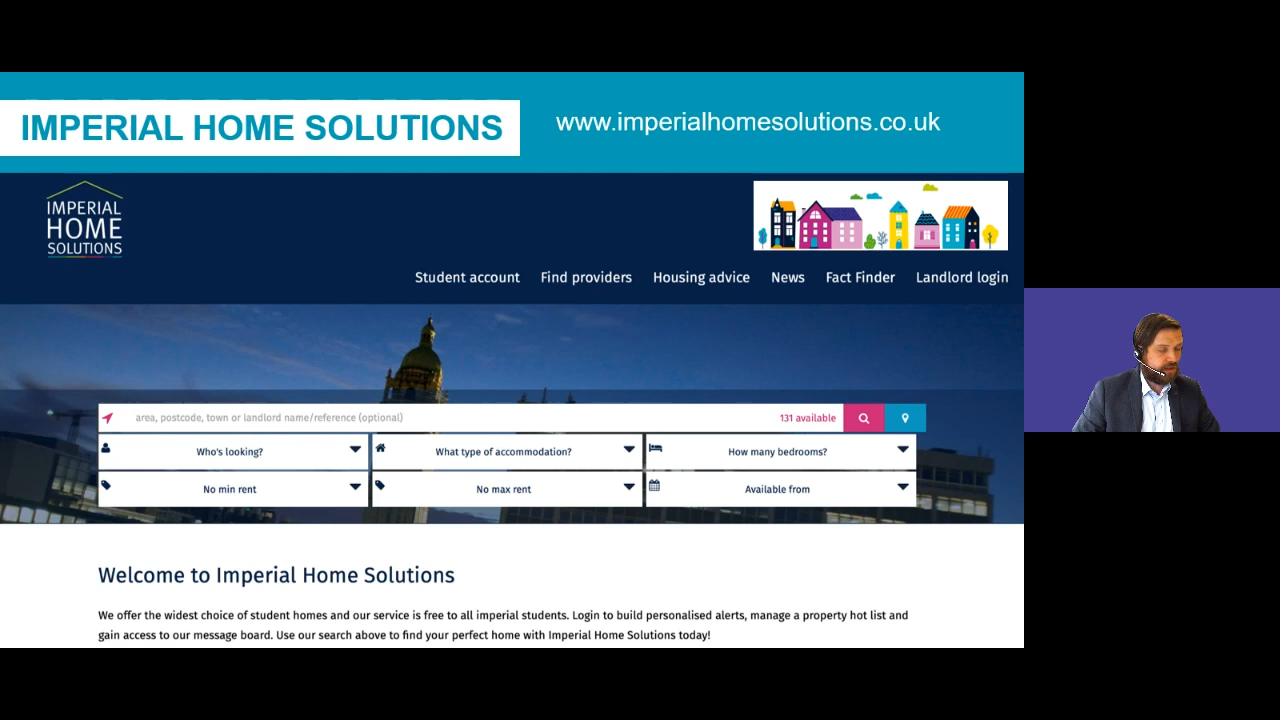 IMPERIAL HOME SOLUTIONS
www.imperialhomesolutions.co.uk
IMPERIAL
HOME
SOLUTIONS
Student account Find providers Housing advice News Fact Finder Landlord login
area, postcode, town or landlord name/reference (optional) 131 available
Who's looking? What type of accommodation? How many bedrooms?
No min rent No max rent Available from
Welcome to Imperial Home Solutions
We offer the widest choice of student homes and our service is free to all imperial students. Login to build personalised alerts, manage a property hot list and
gain access to our message board. Use our search above to find your perfect home with Imperial Home Solutions today!